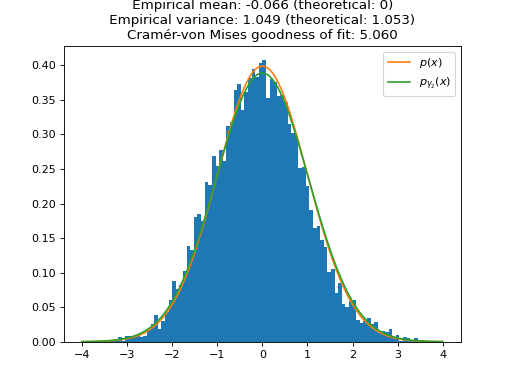 Empirical mean: -0.066 (theoretical: 0)
Empirical variance: 1.049 (theoretical: 1.053)
Cramér-von Mises goodness of fit: 5.060
0.40
0.35
0.30
0.25
0.20
0.15
0.10
0.05
0.00
p(x)
pγ₂(x)
−4 −3 −2 −1 0 1 2 3 4